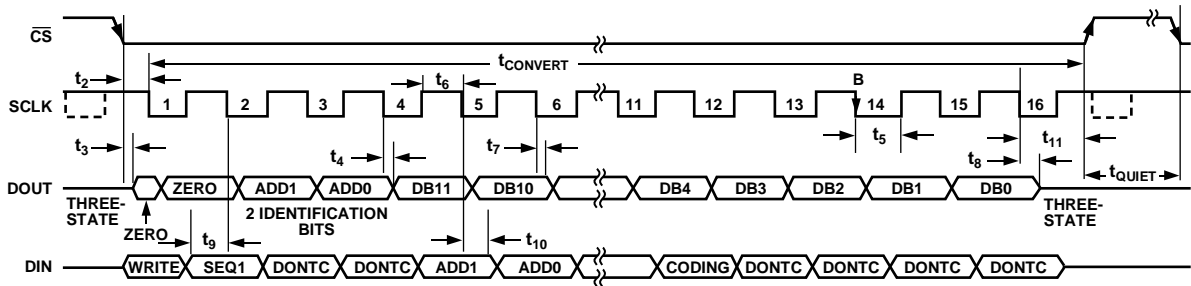 CS
tCONVERT
t2
t6
B
SCLK
1 2 3 4 5 6 11 12 13 14 15 16
t3
t4
t7
t5
t11
t8
DOUT
ZERO ADD1 ADD0 DB11 DB10 DB4 DB3 DB2 DB1 DB0
tQUIET
THREE-
STATE
2 IDENTIFICATION
BITS
THREE-
STATE
ZERO
t9
t10
DIN
WRITE SEQ1 DONTC DONTC ADD1 ADD0 CODING DONTC DONTC DONTC DONTC